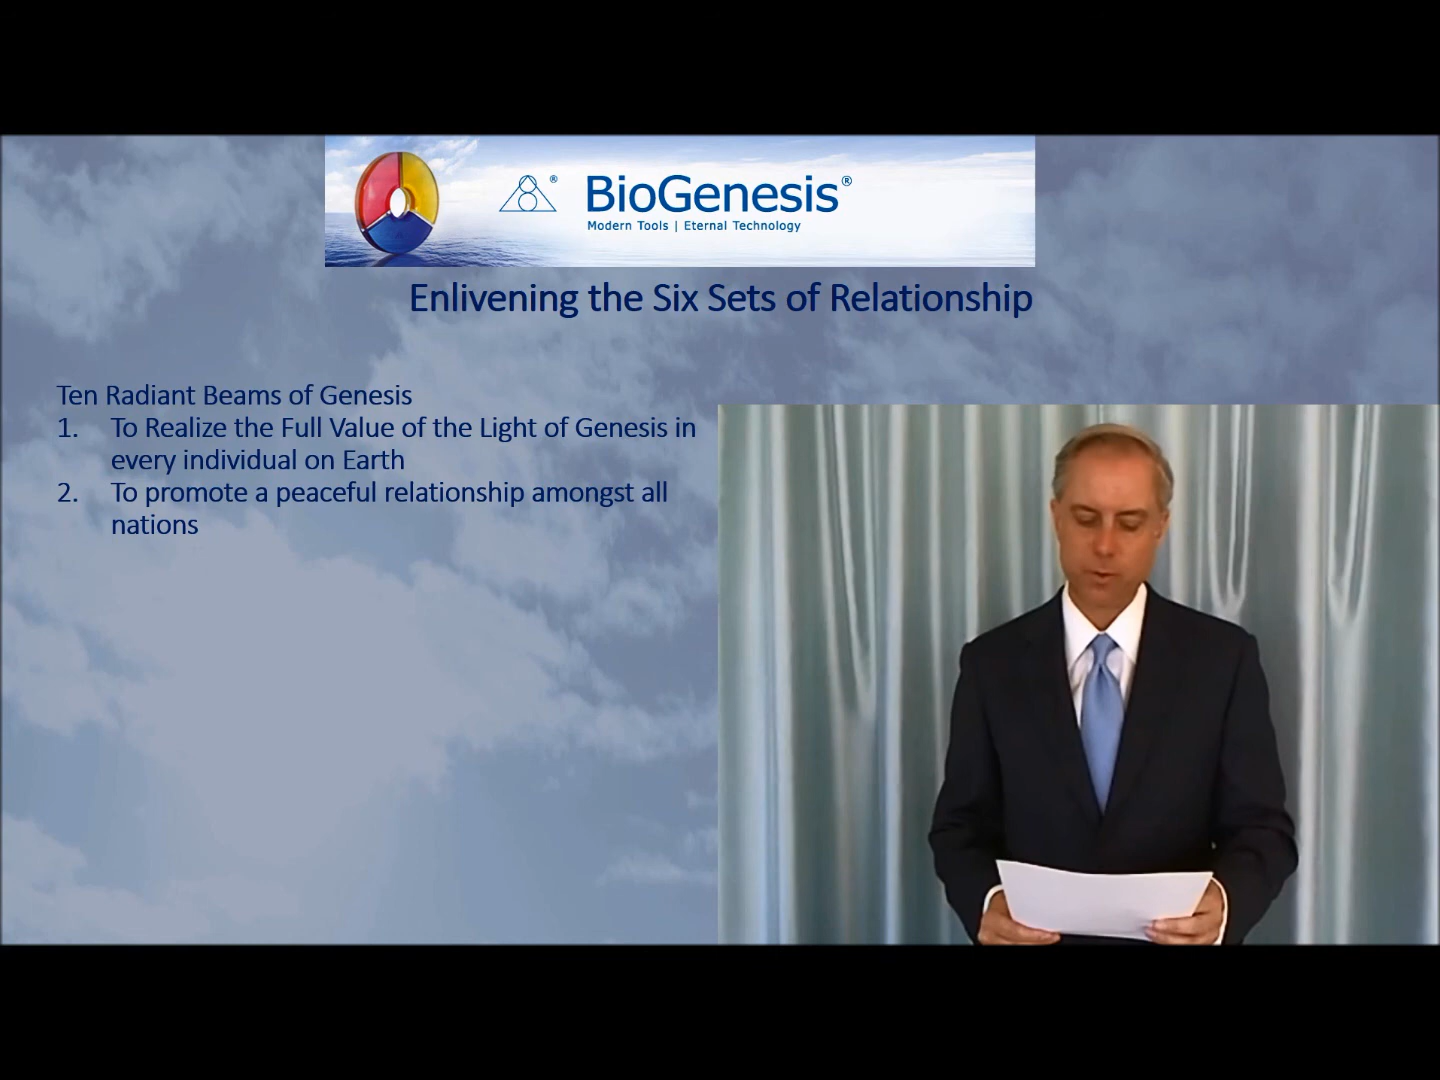 BioGenesis®
Modern Tools | Eternal Technology
Enlivening the Six Sets of Relationship
Ten Radiant Beams of Genesis
1. To Realize the Full Value of the Light of Genesis in
every individual on Earth
2. To promote a peaceful relationship amongst all
nations